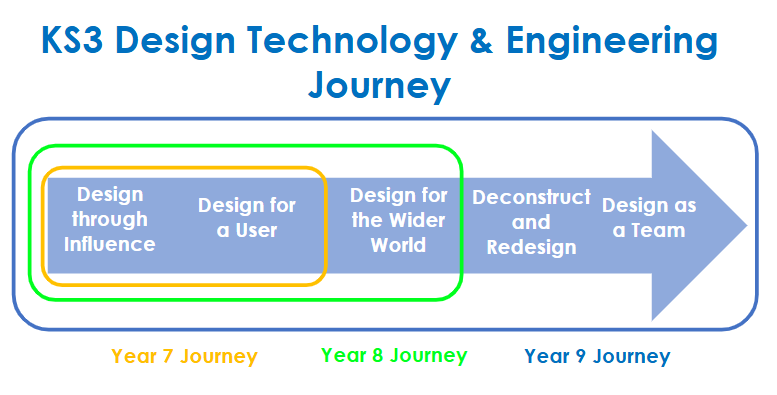 KS3 Design Technology & Engineering
Journey
Design
through
Influence
Design for
a User
Design for
the Wider
World
Deconstruct
and
Redesign
Design as
a Team
Year 7 Journey
Year 8 Journey
Year 9 Journey